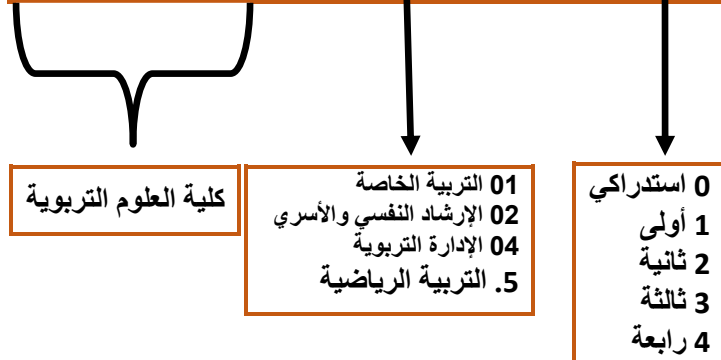 كلية العلوم التربوية
01 التربية الخاصة
02 الإرشاد النفسي والأسري
04 الإدارة التربوية
5. التربية الرياضية
0 استدراكي
1 أولى
2 ثانية
3 ثالثة
4 رابعة